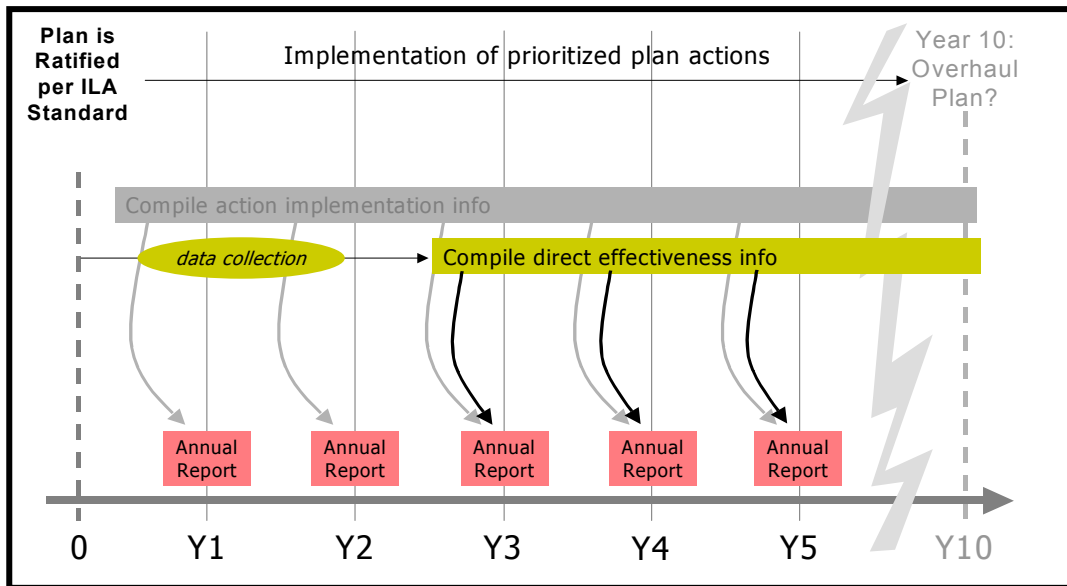 Plan is
Ratified
per ILA
Standard
Implementation of prioritized plan actions
Year 10:
Overhaul
Plan?
Compile action implementation info
data collection
Compile direct effectiveness info
Annual
Report
Annual
Report
Annual
Report
Annual
Report
Annual
Report
0
Y1
Y2
Y3
Y4
Y5
Y10